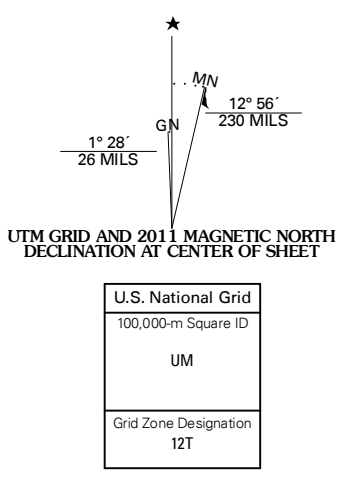 MN
GN
12° 56´
230 MILS
1° 28´
26 MILS
UTM GRID AND 2011 MAGNETIC NORTH
DECLINATION AT CENTER OF SHEET
U.S. National Grid
100,000-m Square ID
UM
Grid Zone Designation
12T